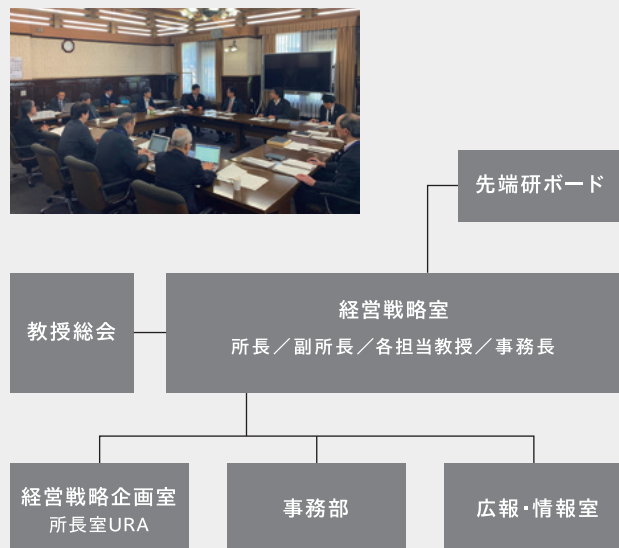 先端研ボード
教授総会
経営戦略室
所長／副所長／各担当教授／事務長
経営戦略企画室
所長室URA
事務部
広報・情報室